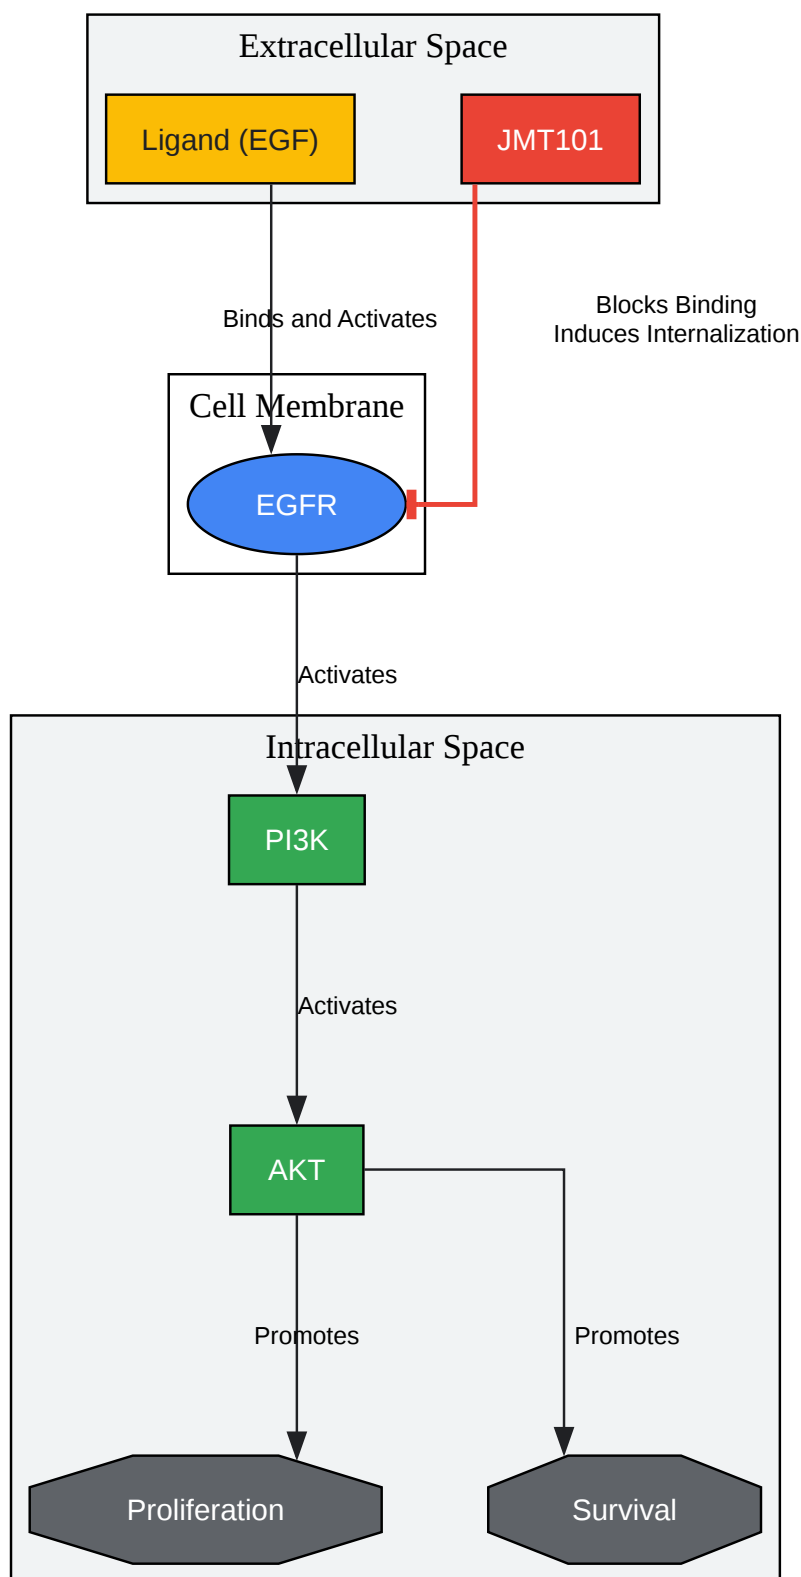 Extracellular Space
Ligand (EGF)
JMT101
Binds and Activates
Blocks Binding
Induces Internalization
Cell Membrane
EGFR
Activates
Intracellular Space
PI3K
Activates
AKT
Promotes
Promotes
Proliferation
Survival